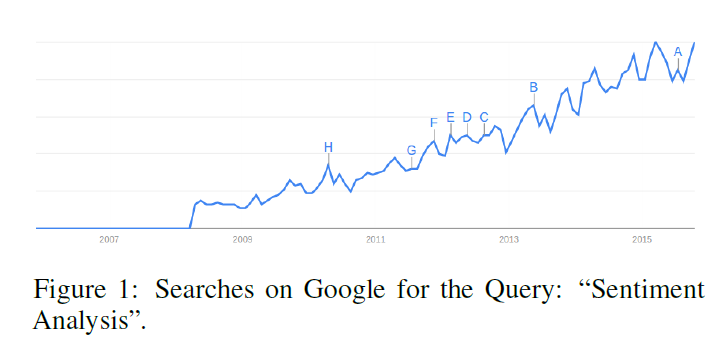 A
B
F E D C
H
G
2007 2009 2011 2013 2015
Figure 1: Searches on Google for the Query: “Sentiment
Analysis”.